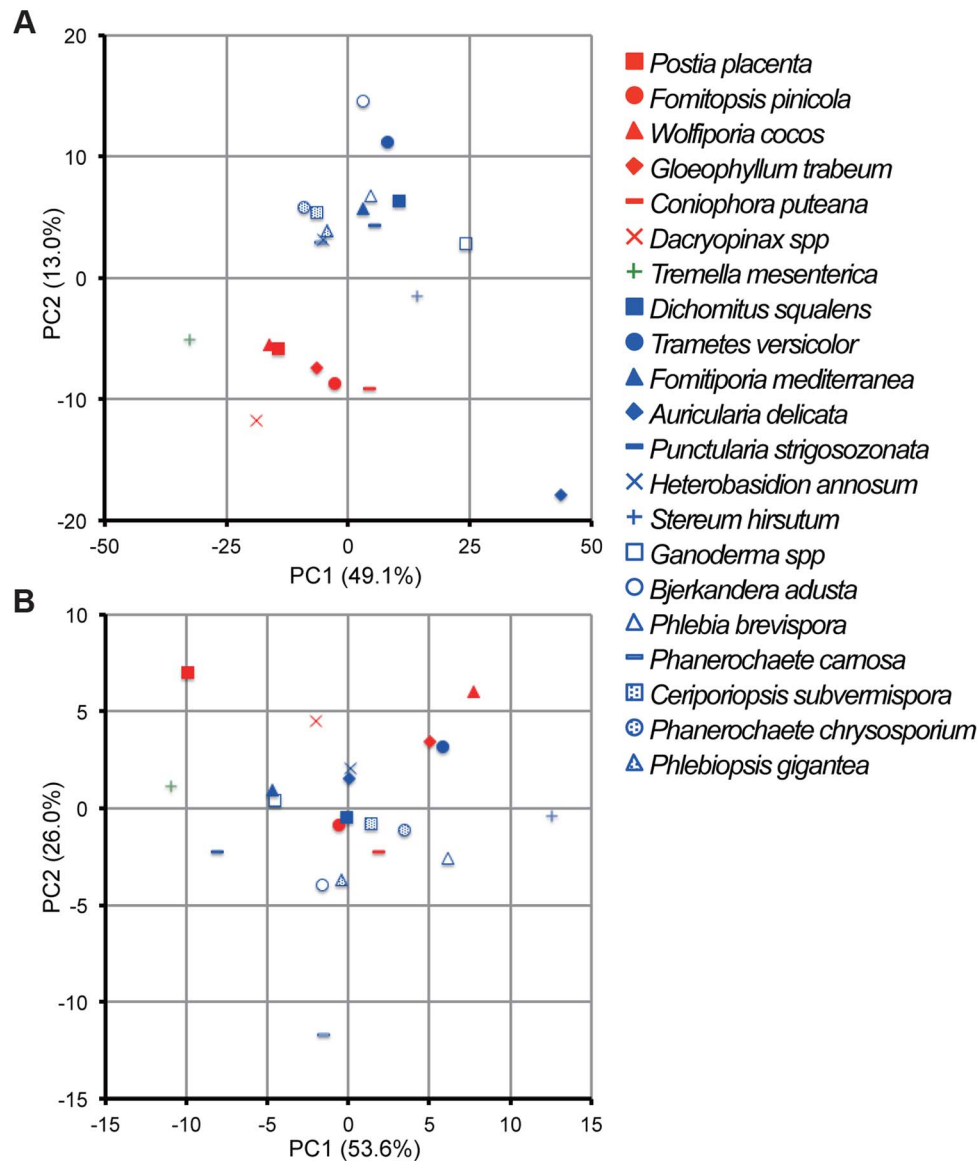 A
20
10
0
-10
-20
PC2 (13.0%)
-50
-25
0
25
50
PC1 (49.1%)
Postia placenta
Fomitopsis pinicola
Wolfiporia cocos
Gloeophyllum trabeum
Coniophora puteana
Dacryopinax spp
Tremella mesenterica
Dichomitus squalens
Trametes versicolor
Fomitiporia mediterranea
Auricularia delicata
Punctularia strigosozonata
Heterobasidion annosum
Stereum hirsutum
Ganoderma spp
Bjerkandera adusta
Phlebia brevispora
Phanerochaete carnosa
Ceriporiopsis subvermispora
Phanerochaete chrysosporium
Phlebiopsis gigantea
B
10
5
0
-5
-10
-15
PC2 (26.0%)
-15
-10
-5
0
5
10
15
PC1 (53.6%)